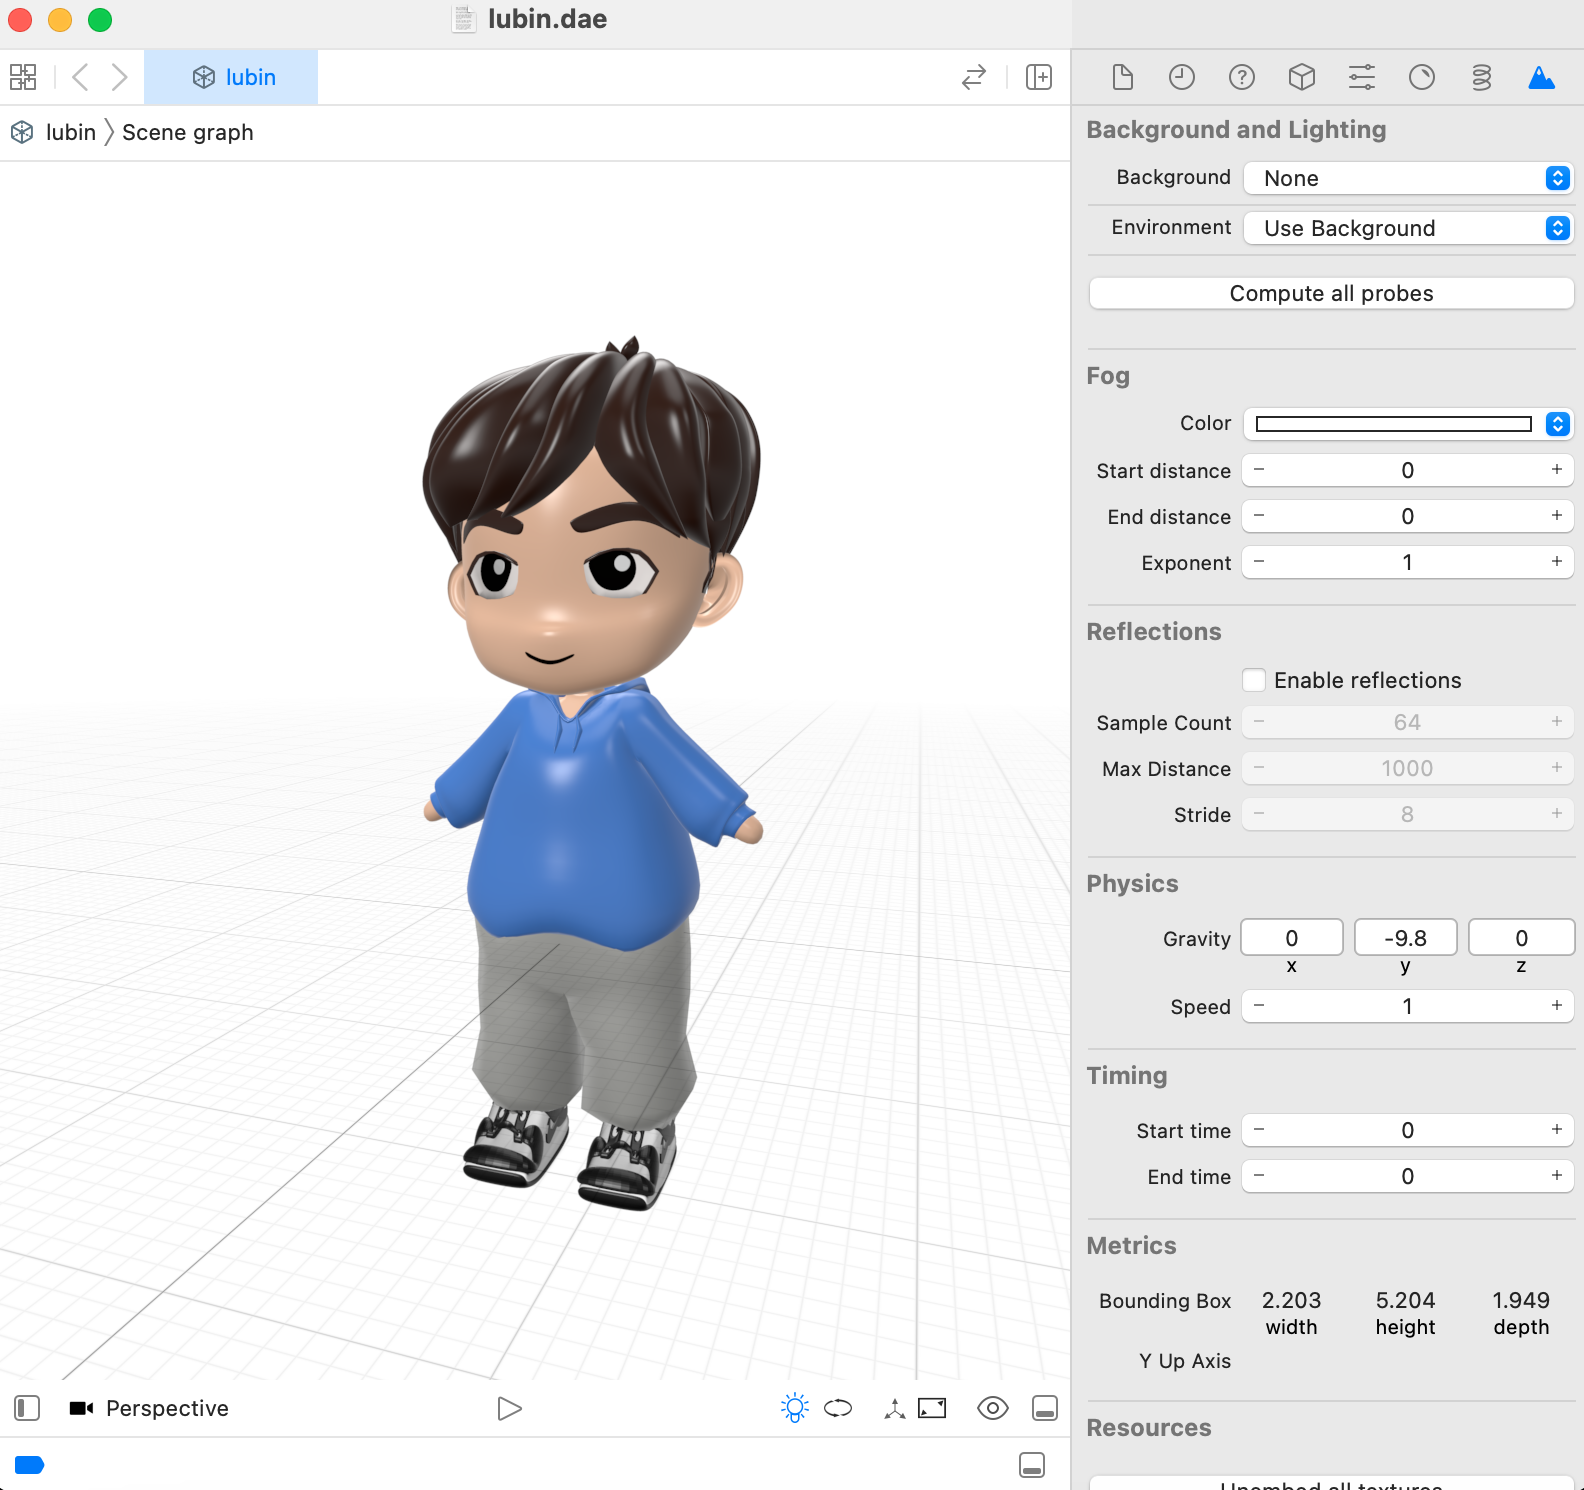 lubin.dae
lubin
lubin Scene graph
Background and Lighting
Background None
Environment Use Background
Compute all probes
Fog
Color
Start distance − 0 +
End distance − 0 +
Exponent − 1 +
Reflections
Enable reflections
Sample Count − 64 +
Max Distance − 1000 +
Stride − 8 +
Physics
Gravity 0 -9.8 0
x y z
Speed − 1 +
Timing
Start time − 0 +
End time − 0 +
Metrics
Bounding Box 2.203 5.204 1.949
width height depth
Y Up Axis
Perspective
Resources
Unembed all textures